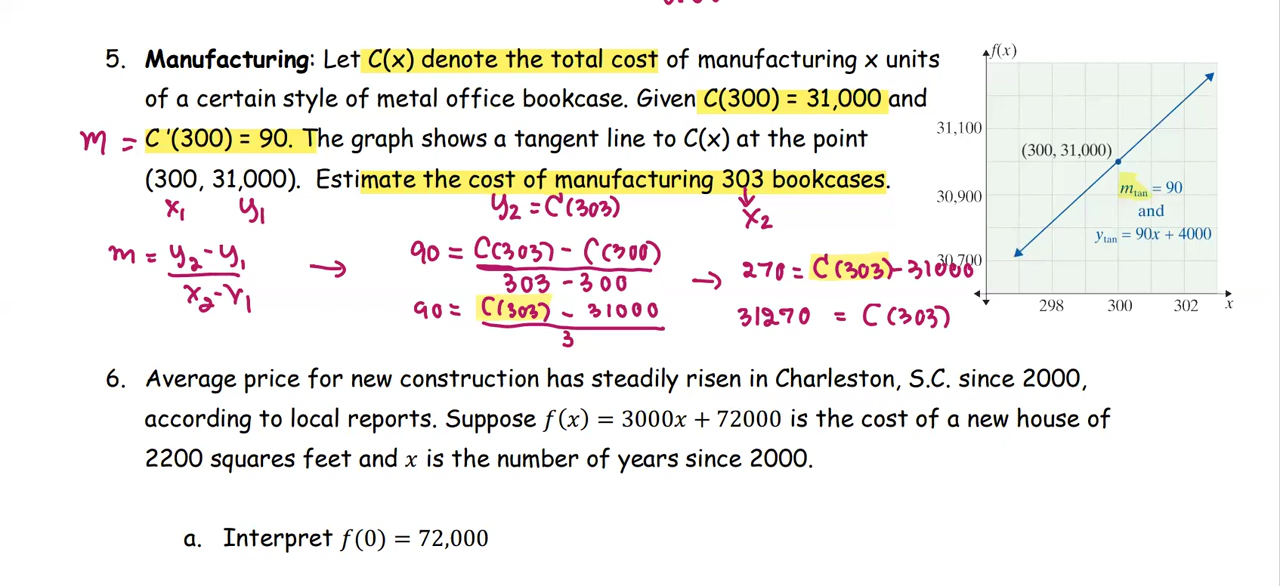 5. Manufacturing: Let C(x) denote the total cost of manufacturing x units
of a certain style of metal office bookcase. Given C(300) = 31,000 and
m = C'(300) = 90. The graph shows a tangent line to C(x) at the point
(300, 31,000). Estimate the cost of manufacturing 303 bookcases.
x₁ y₁ y₂ = C(303) x₂
m = y₂ - y₁ / x₂ - x₁ → 90 = C(303) - C(300) / 303 - 300 → 270 = C(303) - 31000
90 = C(303) - 31000 / 3 31270 = C(303)
f(x)
31,100
(300, 31,000)
30,900
mtan = 90
and
ytan = 90x + 4000
30,700
298 300 302 x
6. Average price for new construction has steadily risen in Charleston, S.C. since 2000,
according to local reports. Suppose f(x) = 3000x + 72000 is the cost of a new house of
2200 squares feet and x is the number of years since 2000.
a. Interpret f(0) = 72,000